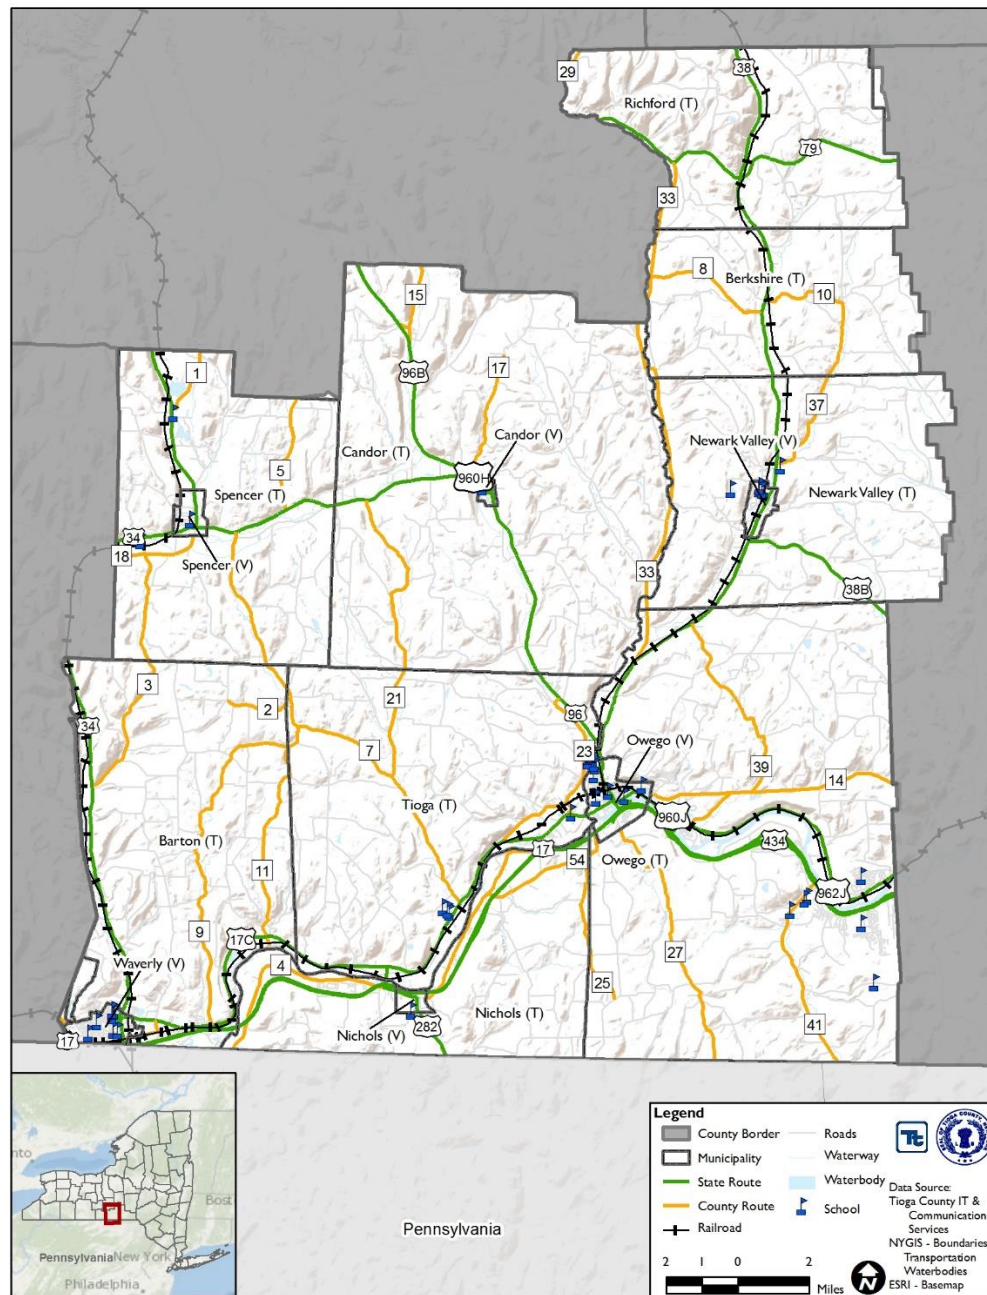 29
38
Richford (T)
79
33
8
Berkshire (T)
10
15
1
96B
17
37
Candor (V)
Newark Valley (V)
Candor (T)
5
960H
Spencer (T)
Newark Valley (T)
34
18
Spencer (V)
33
38B
3
21
2
34
96
7
23
Owego (V)
39
14
Tioga (T)
960J
Barton (T)
17
434
54
Owego (T)
11
962J
9
17C
4
27
Waverly (V)
25
Nichols (T)
282
Nichols (V)
41
17
Pennsylvania
Bost
Pennsylvania
New York
Philadelphia
Legend
County Border
Municipality
State Route
County Route
Railroad
Roads
Waterway
Waterbody
School
Tt
Data Source:
Tioga County IT &
Communication
Services
NYGIS - Boundaries
Transportation
Waterbodies
ESRI - Basemap
2 1 0 2
Miles
N